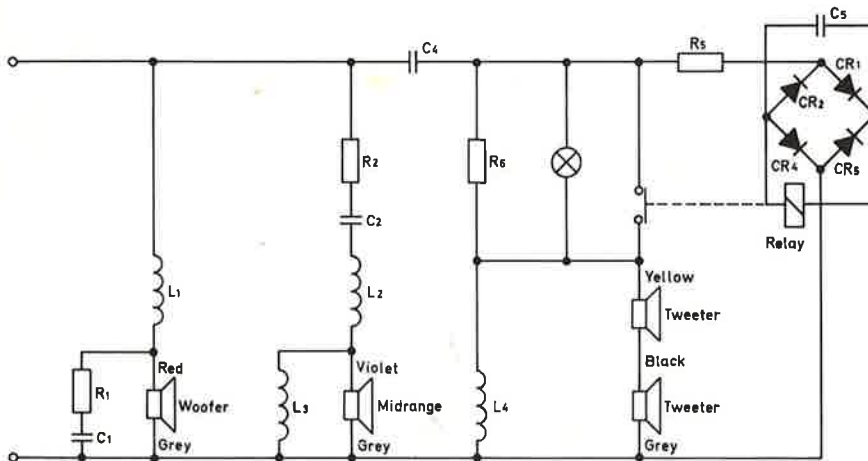 C5
C4
R5
CR1
CR2
R2
R6
CR4
CR5
C2
Relay
L1
L2
Yellow
Tweeter
Red
Violet
Black
R1
Woofer
L3
Midrange
L4
Tweeter
C1
Grey
Grey
Grey